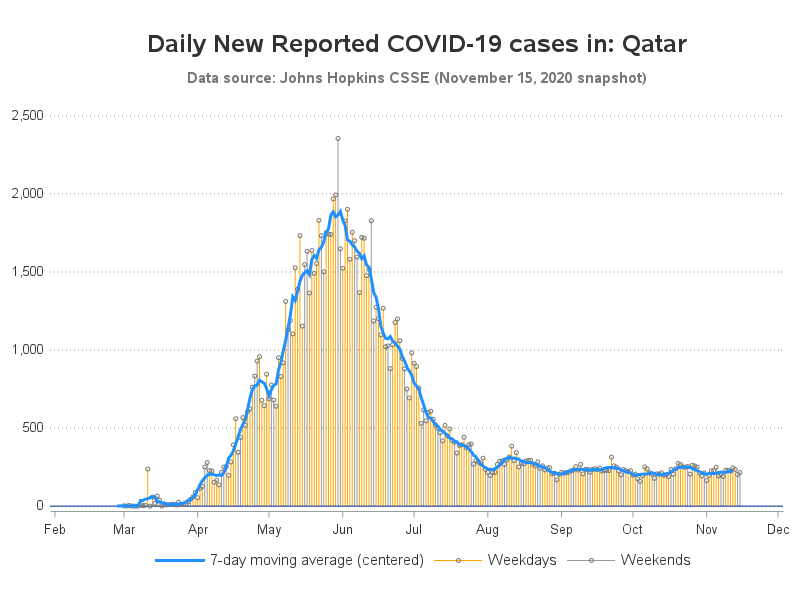 Daily New Reported COVID-19 cases in: Qatar
Data source: Johns Hopkins CSSE (November 15, 2020 snapshot)
2,500
2,000
1,500
1,000
500
0
Feb Mar Apr May Jun Jul Aug Sep Oct Nov Dec
7-day moving average (centered) Weekdays Weekends